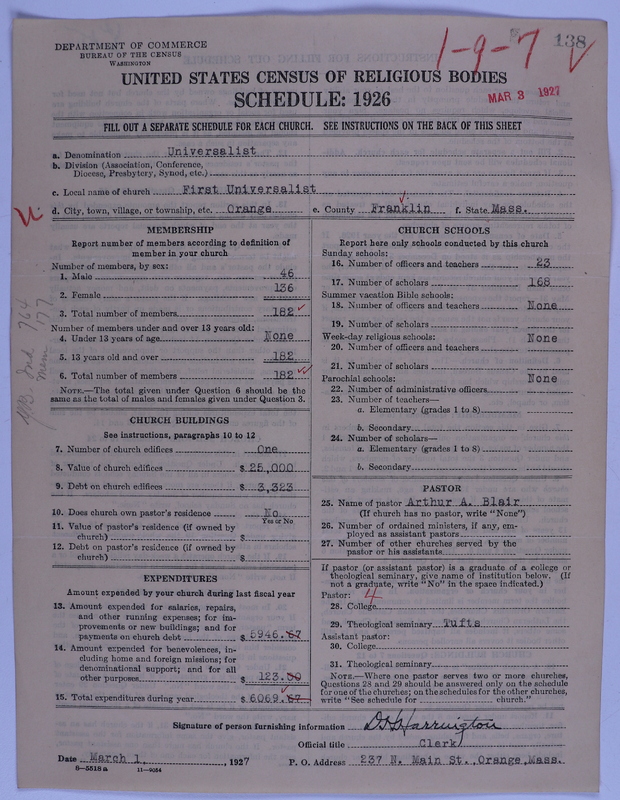 DEPARTMENT OF COMMERCE
BUREAU OF THE CENSUS
WASHINGTON
1-9-7
138
UNITED STATES CENSUS OF RELIGIOUS BODIES
SCHEDULE: 1926
MAR 3 1927
FILL OUT A SEPARATE SCHEDULE FOR EACH CHURCH. SEE INSTRUCTIONS ON THE BACK OF THIS SHEET
a. Denomination Universalist
b. Division (Association, Conference,
Diocese, Presbytery, Synod, etc.)
c. Local name of church First Universalist
d. City, town, village, or township, etc. Orange e. County Franklin f. State Mass.
MEMBERSHIP
Report number of members according to definition of
member in your church
Number of members, by sex:
1. Male 46
2. Female 136
3. Total number of members 182
Number of members under and over 13 years old:
4. Under 13 years of age None
5. 13 years old and over 182
6. Total number of members 182
NOTE.—The total given under Question 6 should be the
same as the total of males and females given under Question 3.
CHURCH BUILDINGS
See instructions, paragraphs 10 to 12
7. Number of church edifices One
8. Value of church edifices $25,000
9. Debt on church edifices $3,323
10. Does church own pastor's residence No
Yes or No
11. Value of pastor's residence (if owned by
church) $
12. Debt on pastor's residence (if owned by
church) $
EXPENDITURES
Amount expended by your church during last fiscal year
13. Amount expended for salaries, repairs,
and other running expenses; for im-
provements or new buildings; and for
payments on church debt $5946.67
14. Amount expended for benevolences, in-
cluding home and foreign missions; for
denominational support; and for all
other purposes 123.00
15. Total expenditures during year $6069.67
CHURCH SCHOOLS
Report here only schools conducted by this church
Sunday schools:
16. Number of officers and teachers 23
17. Number of scholars 168
Summer vacation Bible schools:
18. Number of officers and teachers None
19. Number of scholars
Week-day religious schools: None
20. Number of officers and teachers
21. Number of scholars
Parochial schools: None
22. Number of administrative officers
23. Number of teachers—
a. Elementary (grades 1 to 8)
b. Secondary
24. Number of scholars—
a. Elementary (grades 1 to 8)
b. Secondary
PASTOR
25. Name of pastor Arthur A. Blair
(If church has no pastor, write "None")
26. Number of ordained ministers, if any, em-
ployed as assistant pastors
27. Number of other churches served by the
pastor or his assistants
If pastor (or assistant pastor) is a graduate of a college or
theological seminary, give name of institution below. (If
not a graduate, write "No" in the space indicated.)
Pastor: 4
28. College
29. Theological seminary Tufts
Assistant pastor:
30. College
31. Theological seminary
NOTE.—Where one pastor serves two or more churches,
Questions 28 and 29 should be answered only on the schedule
for one of the churches; on the schedules for the other churches,
write "See schedule for church."
Signature of person furnishing information Harrington
Official title Clerk
Date March 1, 1927 P. O. Address 237 N. Main St., Orange, Mass.
8-5518a 11-9054